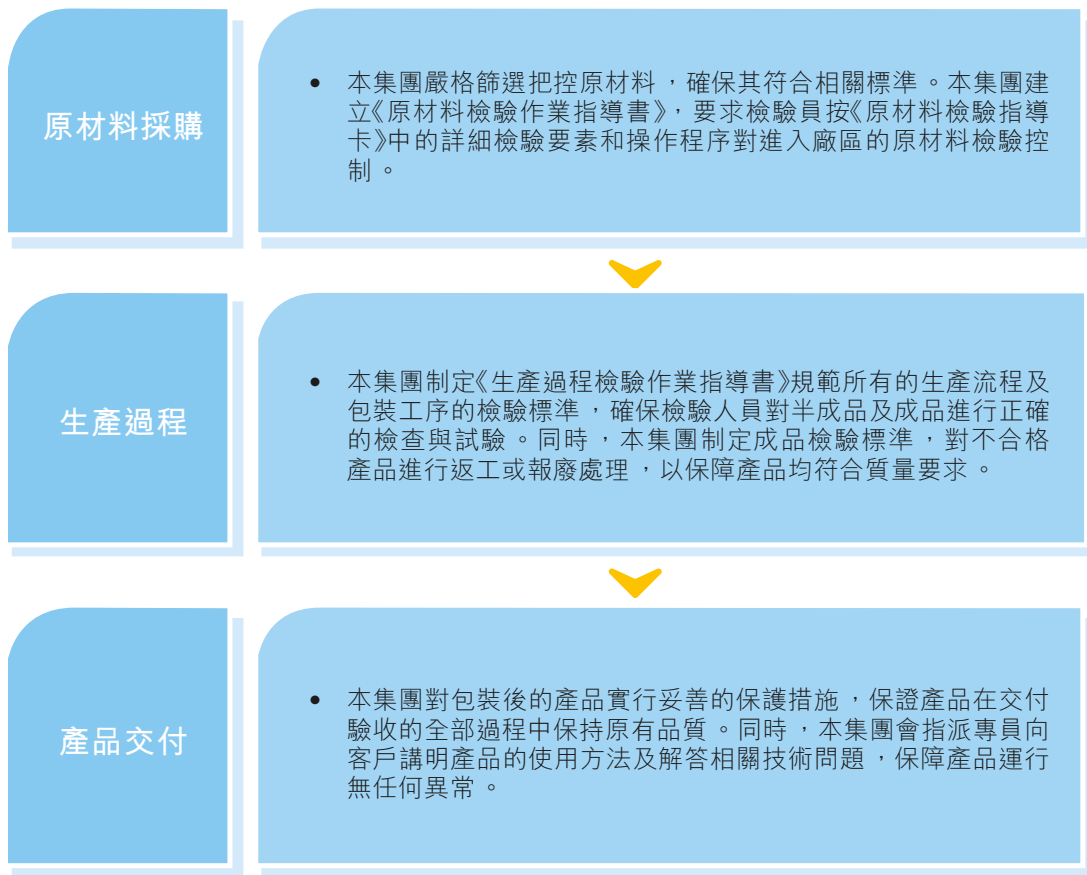 原材料採購
• 本集團嚴格篩選把控原材料，確保其符合相關標準。本集團建
立《原材料檢驗作業指導書》，要求檢驗員按《原材料檢驗指導
卡》中的詳細檢驗要素和操作程序對進入廠區的原材料檢驗控
制。
生產過程
• 本集團制定《生產過程檢驗作業指導書》規範所有的生產流程及
包裝工序的檢驗標準，確保檢驗人員對半成品及成品進行正確
的檢查與試驗。同時，本集團制定成品檢驗標準，對不合格
產品進行返工或報廢處理，以保障產品均符合質量要求。
產品交付
• 本集團對包裝後的產品實行妥善的保護措施，保證產品在交付
驗收的全部過程中保持原有品質。同時，本集團會指派專員向
客戶講明產品的使用方法及解答相關技術問題，保障產品運行
無任何異常。